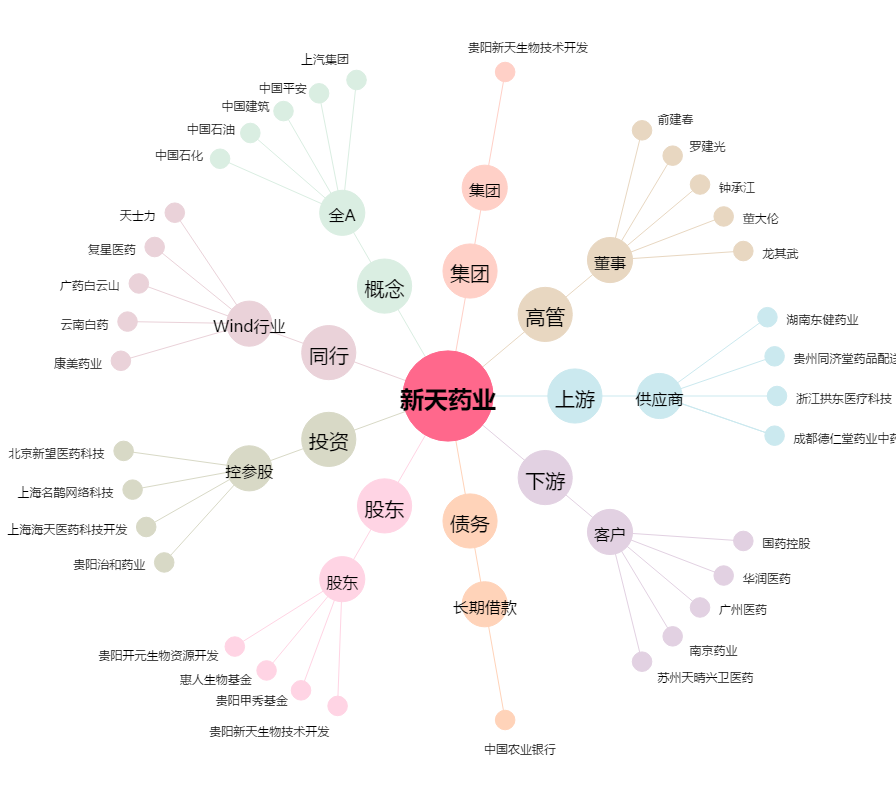 贵阳新天生物技术开发
上汽集团
中国平安
中国建筑
中国石油
中国石化
俞建春
罗建光
钟承江
董大伦
龙其武
集团
全A
董事
天士力
复星医药
广药白云山
云南白药
康美药业
Wind行业
集团
概念
高管
同行
湖南东健药业
贵州同济堂药品配送
浙江拱东医疗科技
成都德仁堂药业中药
新天药业
上游
供应商
投资
控参股
北京新望医药科技
上海名鹊网络科技
上海海天医药科技开发
贵阳治和药业
下游
股东
债务
客户
国药控股
华润医药
广州医药
南京药业
苏州天晴兴卫医药
股东
长期借款
贵阳开元生物资源开发
惠人生物基金
贵阳甲秀基金
贵阳新天生物技术开发
中国农业银行